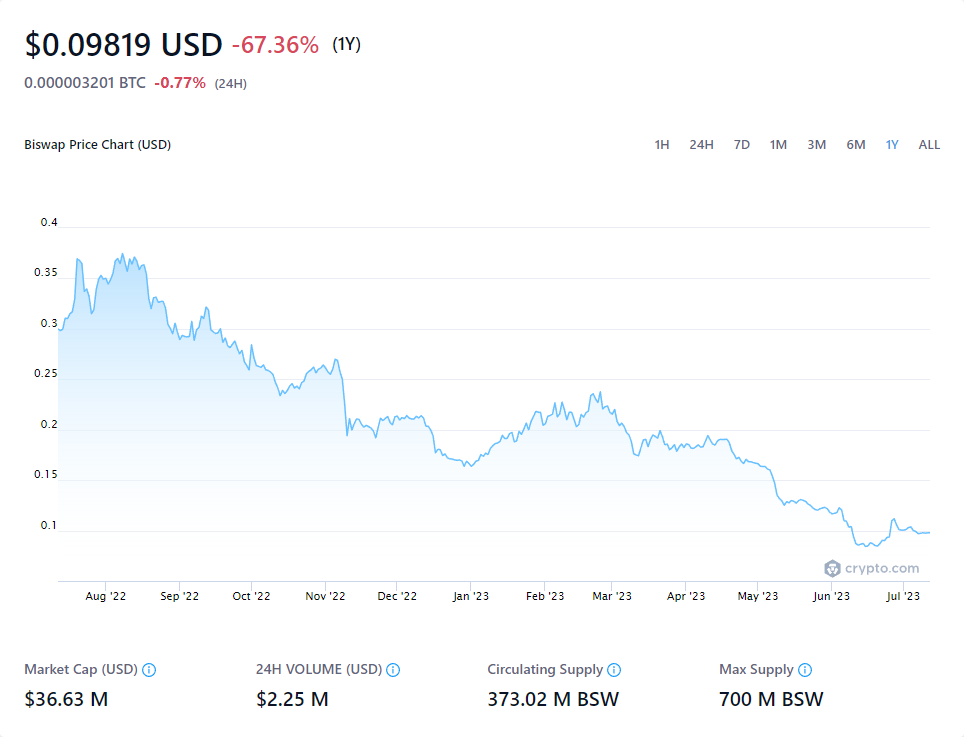 $0.09819 USD -67.36% (1Y)
0.000003201 BTC -0.77% (24H)
Biswap Price Chart (USD) 1H 24H 7D 1M 3M 6M 1Y ALL
0.4
0.35
0.3
0.25
0.2
0.15
0.1
crypto.com
Aug '22 Sep '22 Oct '22 Nov '22 Dec '22 Jan '23 Feb '23 Mar '23 Apr '23 May '23 Jun '23 Jul '23
Market Cap (USD) 24H VOLUME (USD) Circulating Supply Max Supply
$36.63 M $2.25 M 373.02 M BSW 700 M BSW